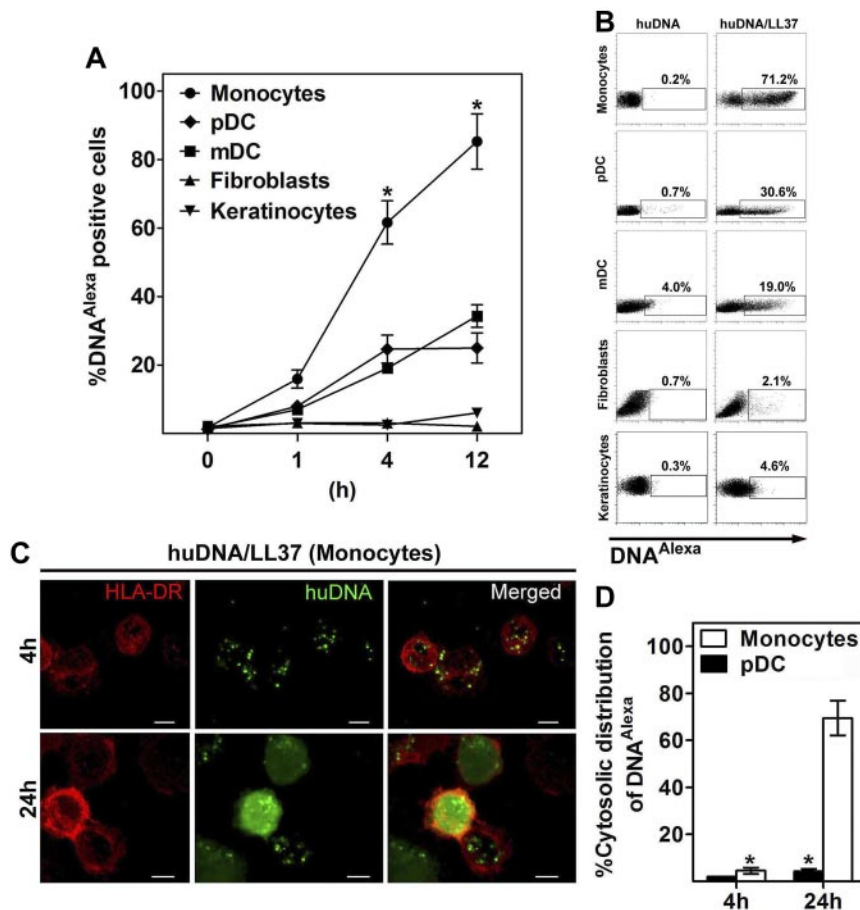 A
100
80
60
40
20
%DNA^Alexa positive cells
Monocytes
pDC
mDC
Fibroblasts
Keratinocytes
*
*
0 1 4 12
(h)
B
huDNA huDNA/LL37
Monocytes
0.2% 71.2%
pDC
0.7% 30.6%
mDC
4.0% 19.0%
Fibroblasts
0.7% 2.1%
Keratinocytes
0.3% 4.6%
DNA^Alexa
C
huDNA/LL37 (Monocytes)
HLA-DR huDNA Merged
4h
24h
D
%Cytosolic distribution
of DNA^Alexa
100
80
60
40
20
Monocytes
pDC
*
*
4h 24h